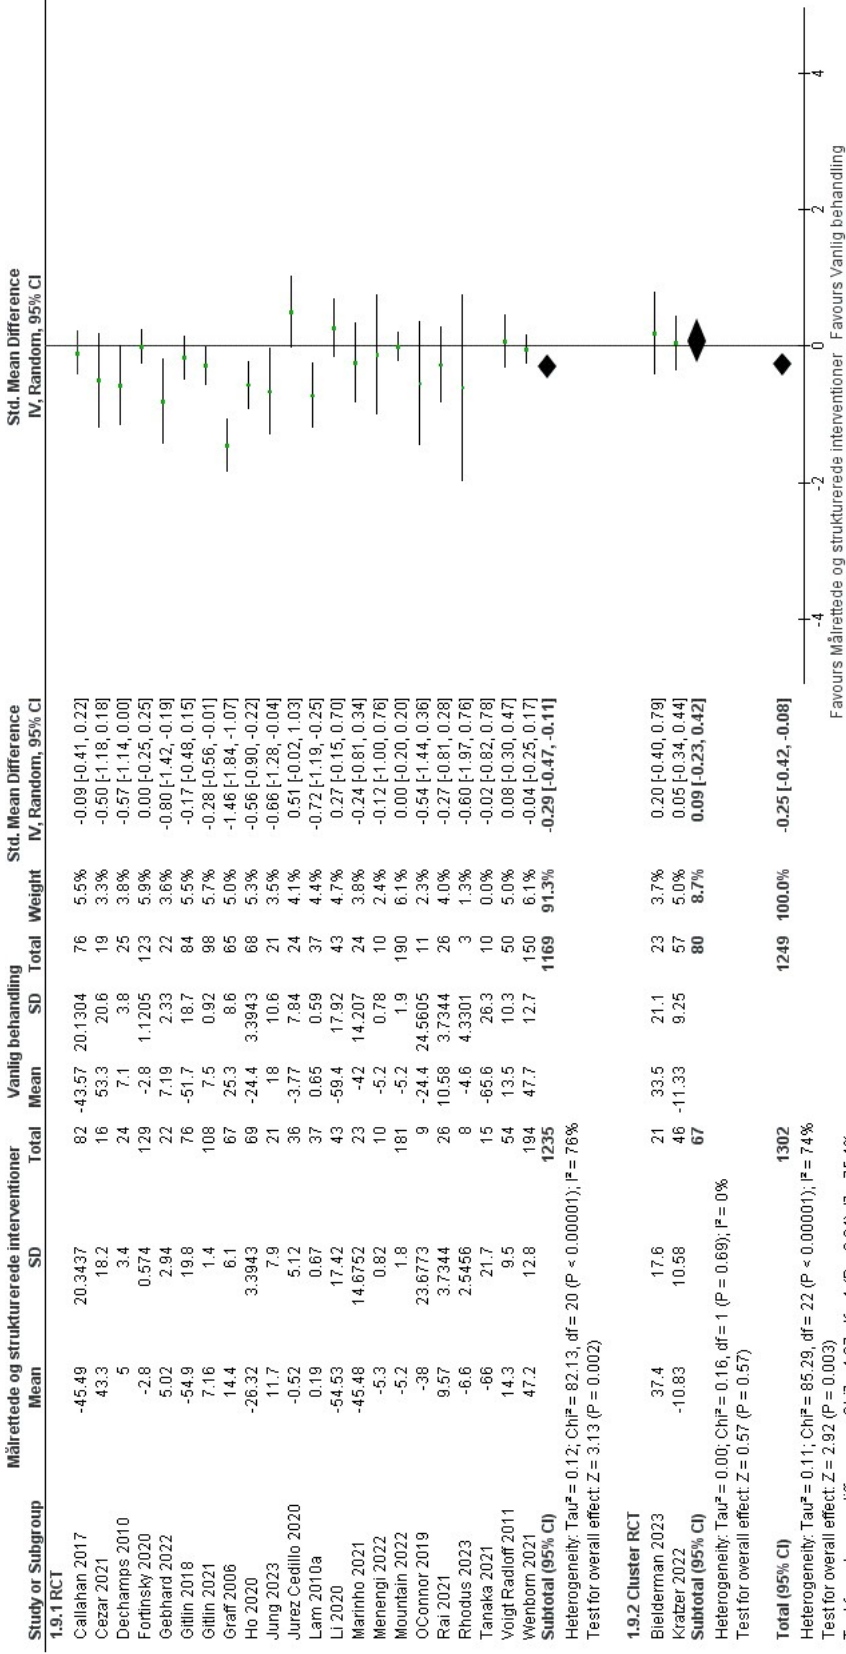 Målrettede og strukturerede interventioner Vanlig behandling Std. Mean Difference Std. Mean Difference
Study or Subgroup Mean SD Total Mean SD Total Weight IV, Random, 95% CI IV, Random, 95% CI
1.9.1 RCT
Callahan 2017 -45.49 20.3437 82 -43.57 20.1304 76 5.5% -0.09 [-0.41, 0.22]
Cezar 2021 43.3 18.2 16 53.3 20.6 19 3.3% -0.50 [-1.18, 0.18]
Dechamps 2010 5 3.4 24 7.1 3.8 25 3.8% -0.57 [-1.14, 0.00]
Fortinsky 2020 -2.8 0.574 129 -2.8 1.1205 123 5.9% 0.00 [-0.25, 0.25]
Gebhard 2022 5.02 2.94 22 7.19 2.33 22 3.6% -0.80 [-1.42, -0.19]
Gitlin 2018 -54.9 19.8 76 -51.7 18.7 84 5.5% -0.17 [-0.48, 0.15]
Gitlin 2021 7.16 1.4 108 7.5 0.92 98 5.7% -0.28 [-0.56, -0.01]
Graff 2006 14.4 6.1 67 25.3 8.6 65 5.0% -1.46 [-1.84, -1.07]
Ho 2020 -26.32 3.3943 69 -24.4 3.3943 68 5.3% -0.56 [-0.90, -0.22]
Jung 2023 11.7 7.9 21 18 10.6 21 3.5% -0.66 [-1.28, -0.04]
Jurez Cedillo 2020 -0.52 5.12 36 -3.77 7.84 24 4.1% 0.51 [-0.02, 1.03]
Lam 2010a 0.19 0.67 37 0.65 0.59 37 4.4% -0.72 [-1.19, -0.25]
Li 2020 -54.53 17.42 43 -59.4 17.92 43 4.7% 0.27 [-0.15, 0.70]
Marinho 2021 -45.48 14.6752 23 -42 14.207 24 3.8% -0.24 [-0.81, 0.34]
Menengi 2022 -5.3 0.82 10 -5.2 0.78 10 2.4% -0.12 [-1.00, 0.76]
Mountain 2022 -5.2 1.8 181 -5.2 1.9 190 6.1% 0.00 [-0.20, 0.20]
OConnor 2019 -38 23.6773 9 -24.4 24.5605 11 2.3% -0.54 [-1.44, 0.36]
Rai 2021 9.57 3.7344 26 10.58 3.7344 26 4.0% -0.27 [-0.81, 0.28]
Rhodus 2023 -6.6 2.5456 8 -4.6 4.3301 3 1.3% -0.60 [-1.97, 0.76]
Tanaka 2021 -66 21.7 15 -65.6 26.3 10 0.0% -0.02 [-0.82, 0.78]
Voigt Radloff 2011 14.3 9.5 54 13.5 10.3 50 5.0% 0.08 [-0.30, 0.47]
Wenborn 2021 47.2 12.8 194 47.7 12.7 150 6.1% -0.04 [-0.25, 0.17]
Subtotal (95% CI) 1235 1169 91.3% -0.29 [-0.47, -0.11]
Heterogeneity: Tau² = 0.12; Chi² = 82.13, df = 20 (P < 0.00001); I² = 76%
Test for overall effect: Z = 3.13 (P = 0.002)
1.9.2 Cluster RCT
Bielderman 2023 37.4 17.6 21 33.5 21.1 23 3.7% 0.20 [-0.40, 0.79]
Kratzer 2022 -10.83 10.58 46 -11.33 9.25 57 5.0% 0.05 [-0.34, 0.44]
Subtotal (95% CI) 67 80 8.7% 0.09 [-0.23, 0.42]
Heterogeneity: Tau² = 0.00; Chi² = 0.16, df = 1 (P = 0.69); I² = 0%
Test for overall effect: Z = 0.57 (P = 0.57)
Total (95% CI) 1302 1249 100.0% -0.25 [-0.42, -0.08]
Heterogeneity: Tau² = 0.11; Chi² = 85.29, df = 22 (P < 0.00001); I² = 74%
Test for overall effect: Z = 2.92 (P = 0.003)
-4 -2 0 2 4
Favours Målrettede og strukturerede interventioner Favours Vanlig behandling